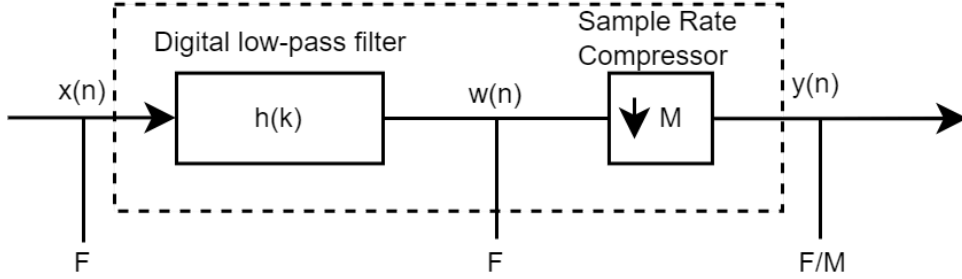 Digital low-pass filter
Sample Rate
Compressor
x(n)
h(k)
w(n)
M
y(n)
F
F
F/M